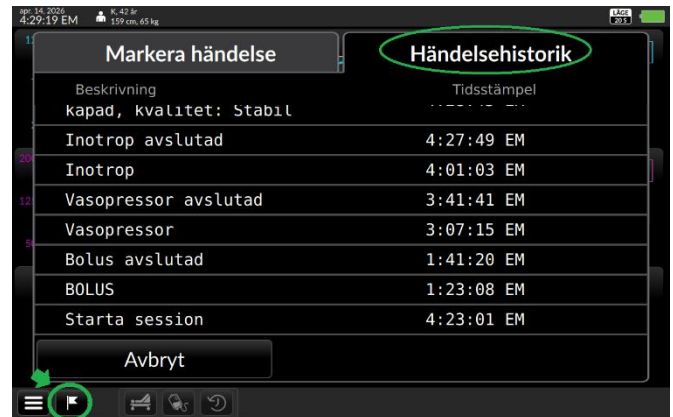 apr. 14, 2026
4:29:19 EM
K, 42 år
159 cm, 65 kg
LÄGE
20 S
Markera händelse
Händelsehistorik
Beskrivning Tidsstämpel
kapad, kvalitet: Stabil
Inotrop avslutad 4:27:49 EM
Inotrop 4:01:03 EM
Vasopressor avslutad 3:41:41 EM
Vasopressor 3:07:15 EM
Bolus avslutad 1:41:20 EM
BOLUS 1:23:08 EM
Starta session 4:23:01 EM
Avbryt